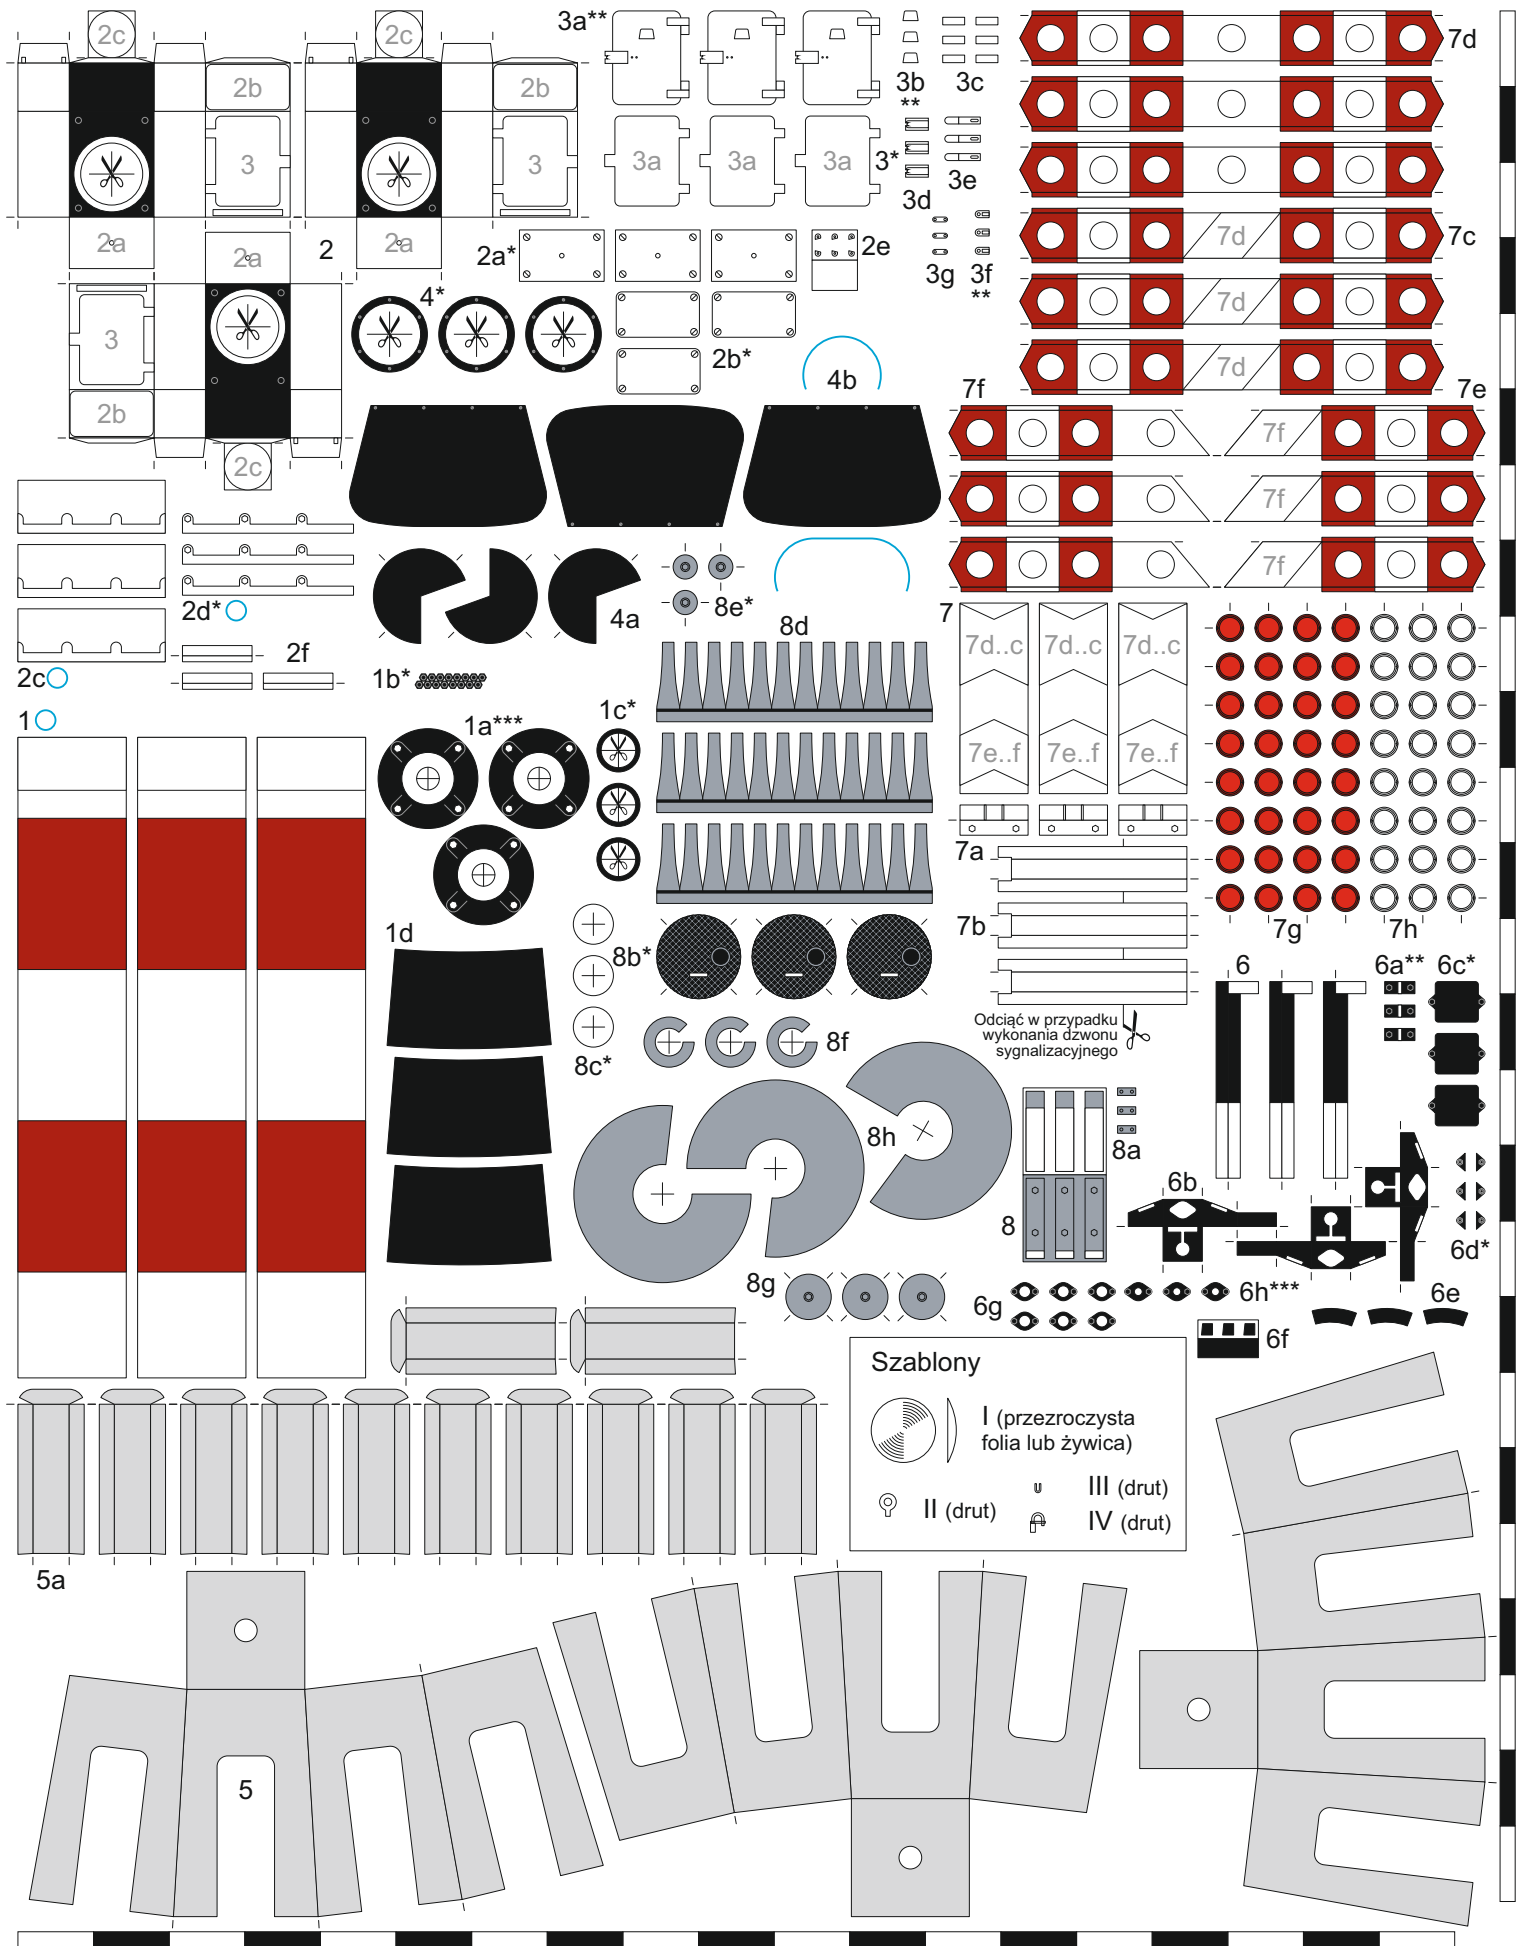 2c
2c
3a**
7d
2b
2b
3b
**
3c
3
3
3a
3a
3a
3*
3e
3d
2a
2a
2a
2
2a*
2e
3g
3f
**
7d
7c
7d
7d
3
4*
2b*
4b
2b
2c
7f
7e
7f
7f
7f
2d*
4a
8e*
2f
2c
1b*
8d
7
7d..c
7d..c
7d..c
1
1a***
1c*
7e..f
7e..f
7e..f
7a
7b
7g
7h
1d
8b*
8c*
8f
6
6a**
6c*
Odciąć w przypadku
wykonania dzwonu
sygnalizacyjnego
8h
8a
8
6b
6d*
8g
6g
6h***
6e
6f
Szablony
I (przezroczysta
folia lub żywica)
II (drut)
III (drut)
IV (drut)
5a
5